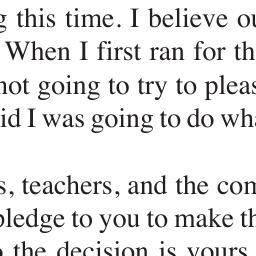 g this time. I believe ou
When I first ran for th
not going to try to pleas
id I was going to do wha
s, teachers, and the com
pledge to you to make th
o the decision is yours